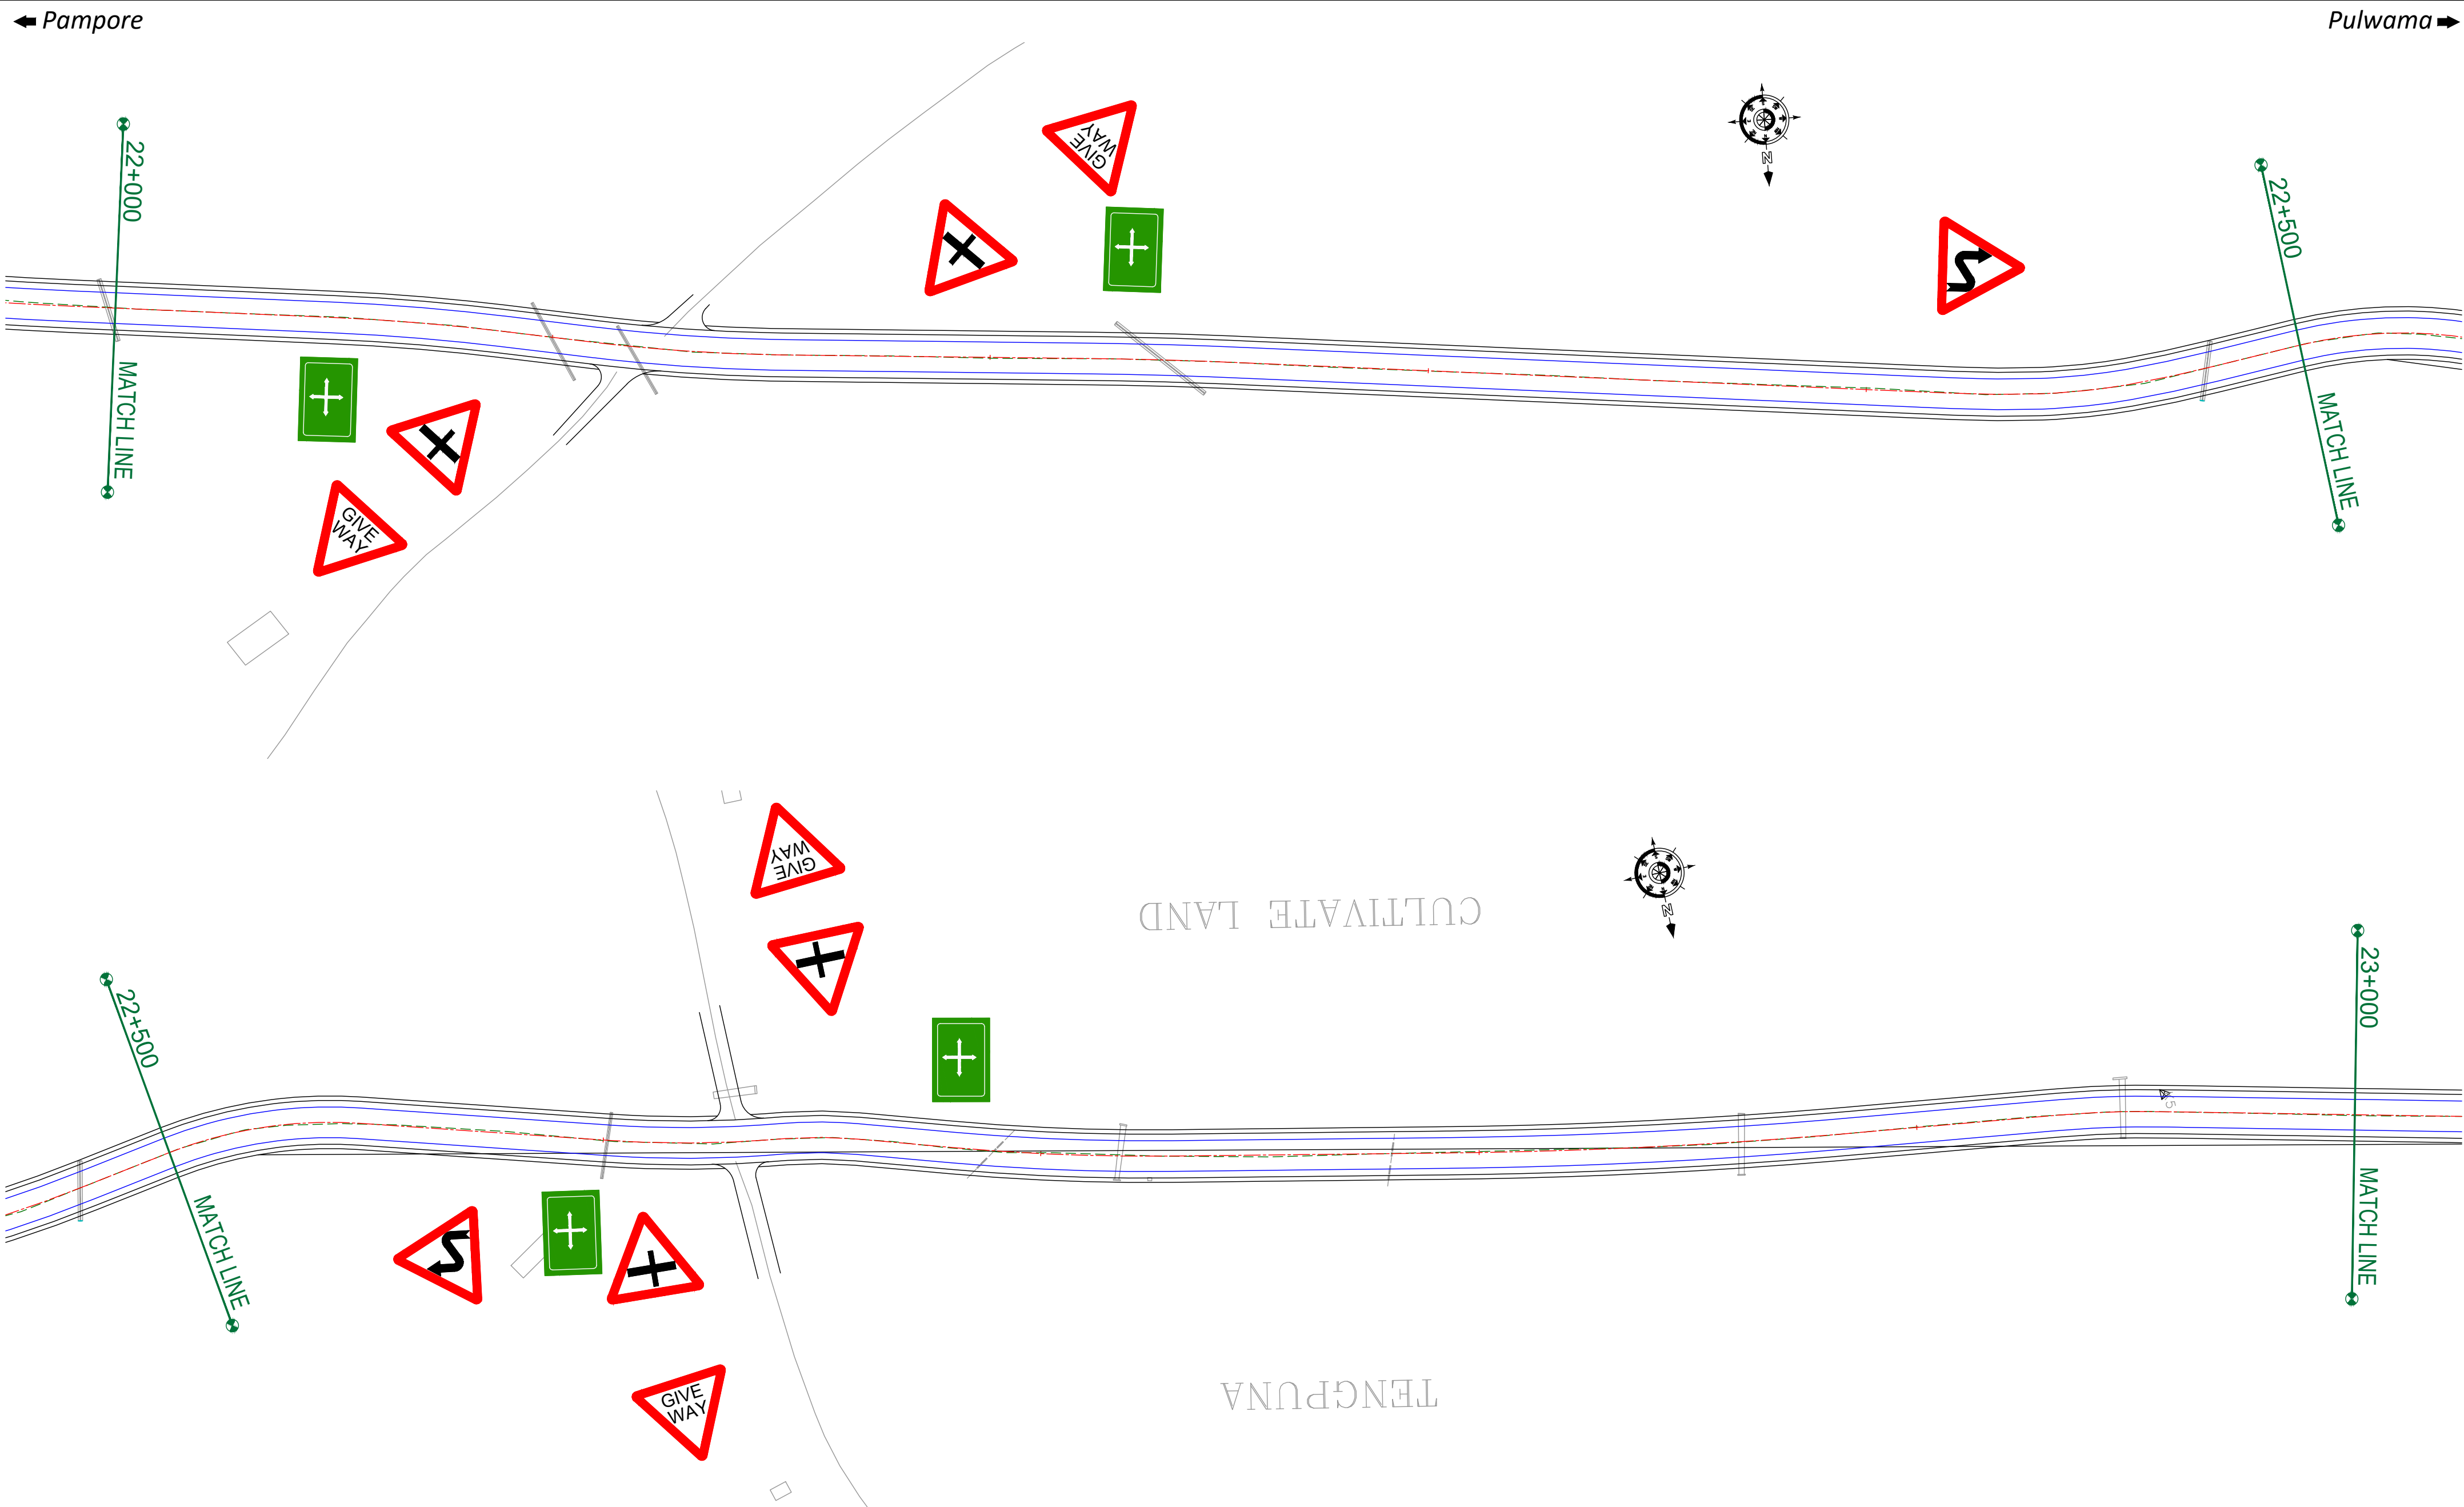 Pampore
Pulwama
22+000
MATCH LINE
GIVE
WAY
N
22+500
MATCH LINE
GIVE
WAY
GIVE
WAY
CULTIVATE LAND
N
22+500
MATCH LINE
23+000
MATCH LINE
5
GIVE
WAY
TENGPUNA